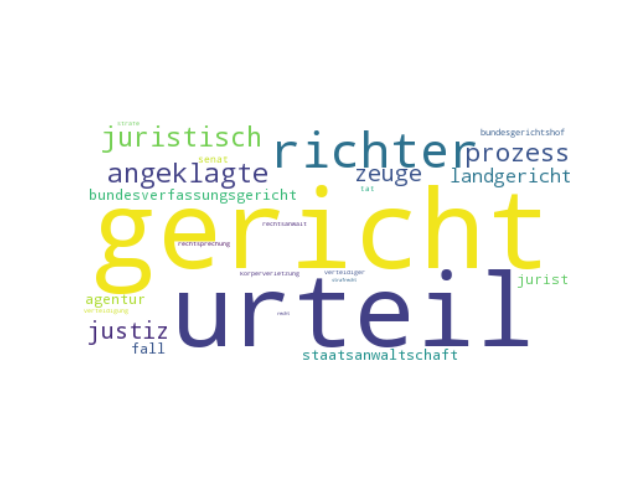 strafe
juristisch
bundesgerichtshof
richter
prozess
senat
angeklagte
zeuge
landgericht
tat
bundesverfassungsgericht
gericht
rechtsanwalt
rechtsprechung
körperverletzung
verteidiger
strafrecht
jurist
urteil
agentur
verteidigung
recht
justiz
fall
staatsanwaltschaft